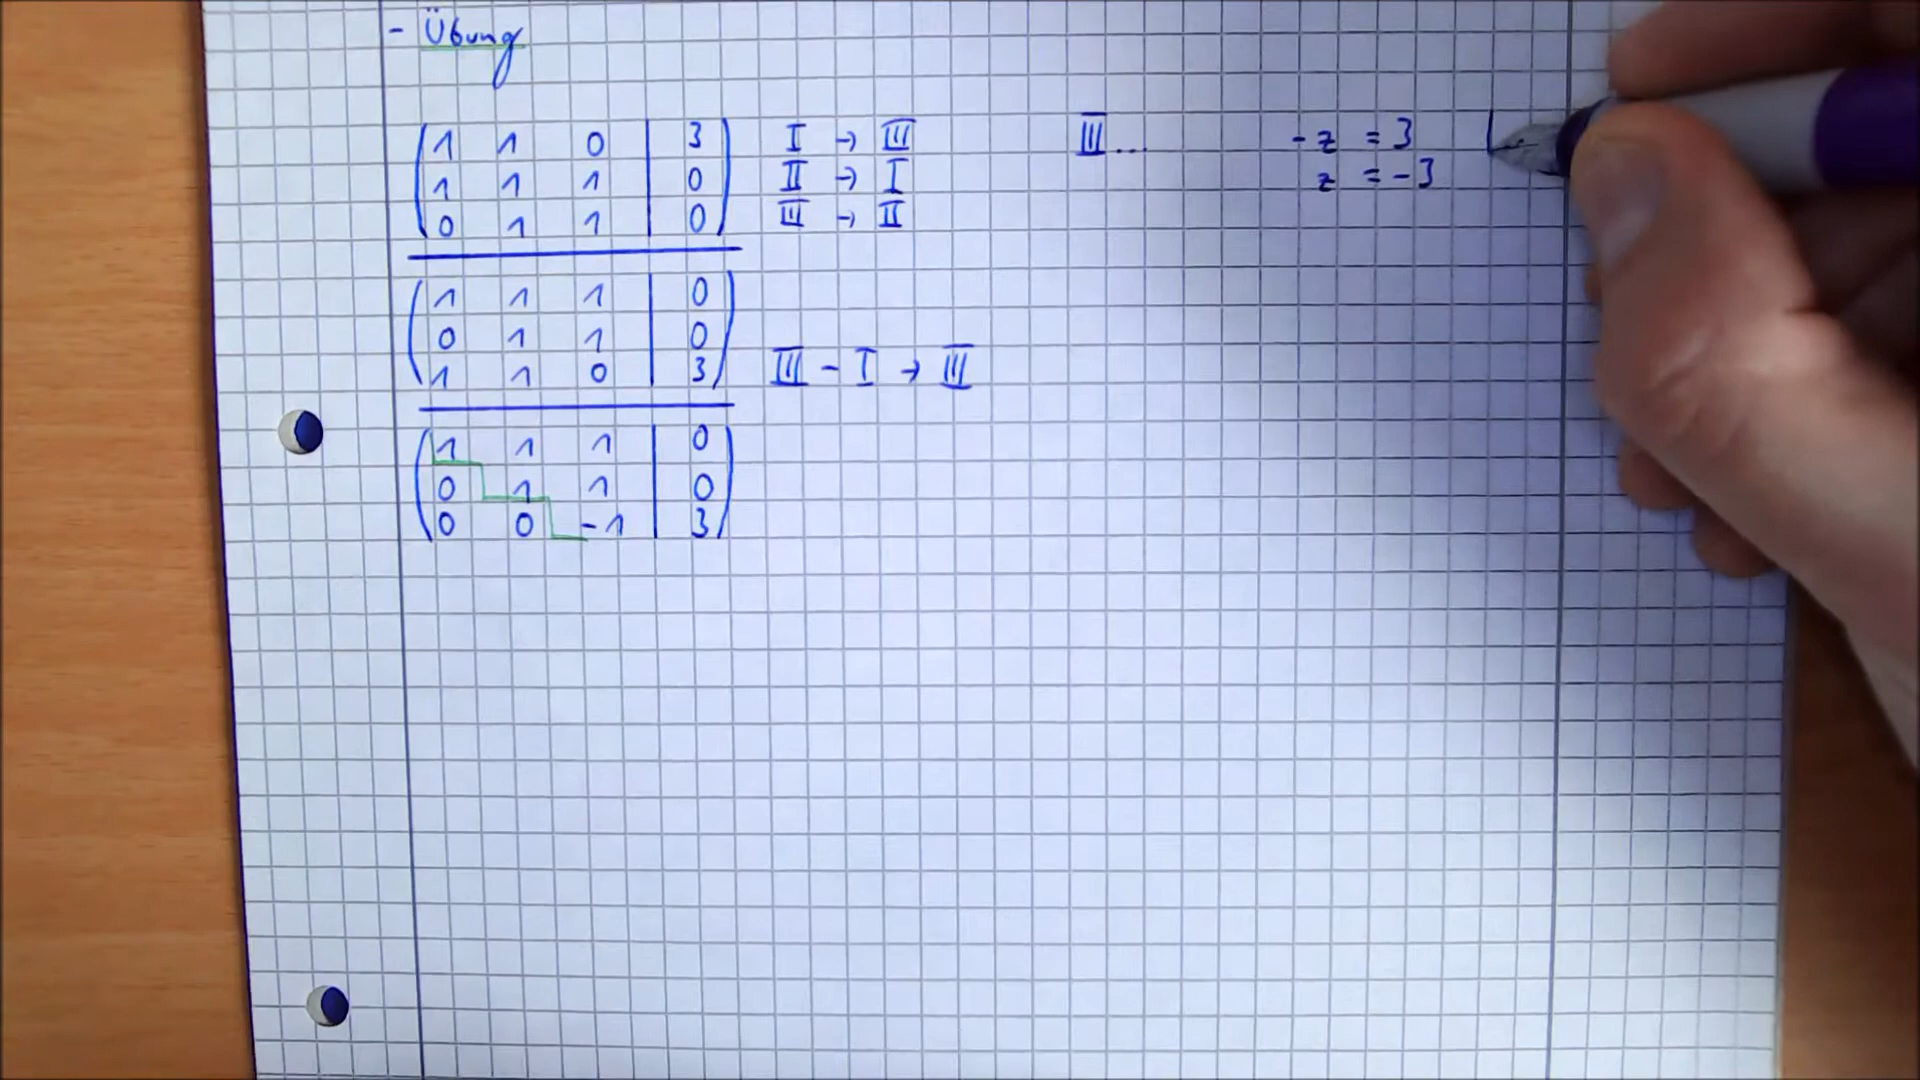 - Übung
1 1 0 | 3 I → III
1 1 1 | 0 II → I
0 1 1 | 0 III → II
1 1 1 | 0
0 1 1 | 0
1 1 0 | 3 III - I → III
1 1 1 | 0
0 1 1 | 0
0 0 -1 | 3
III... -z = 3 |
z = -3